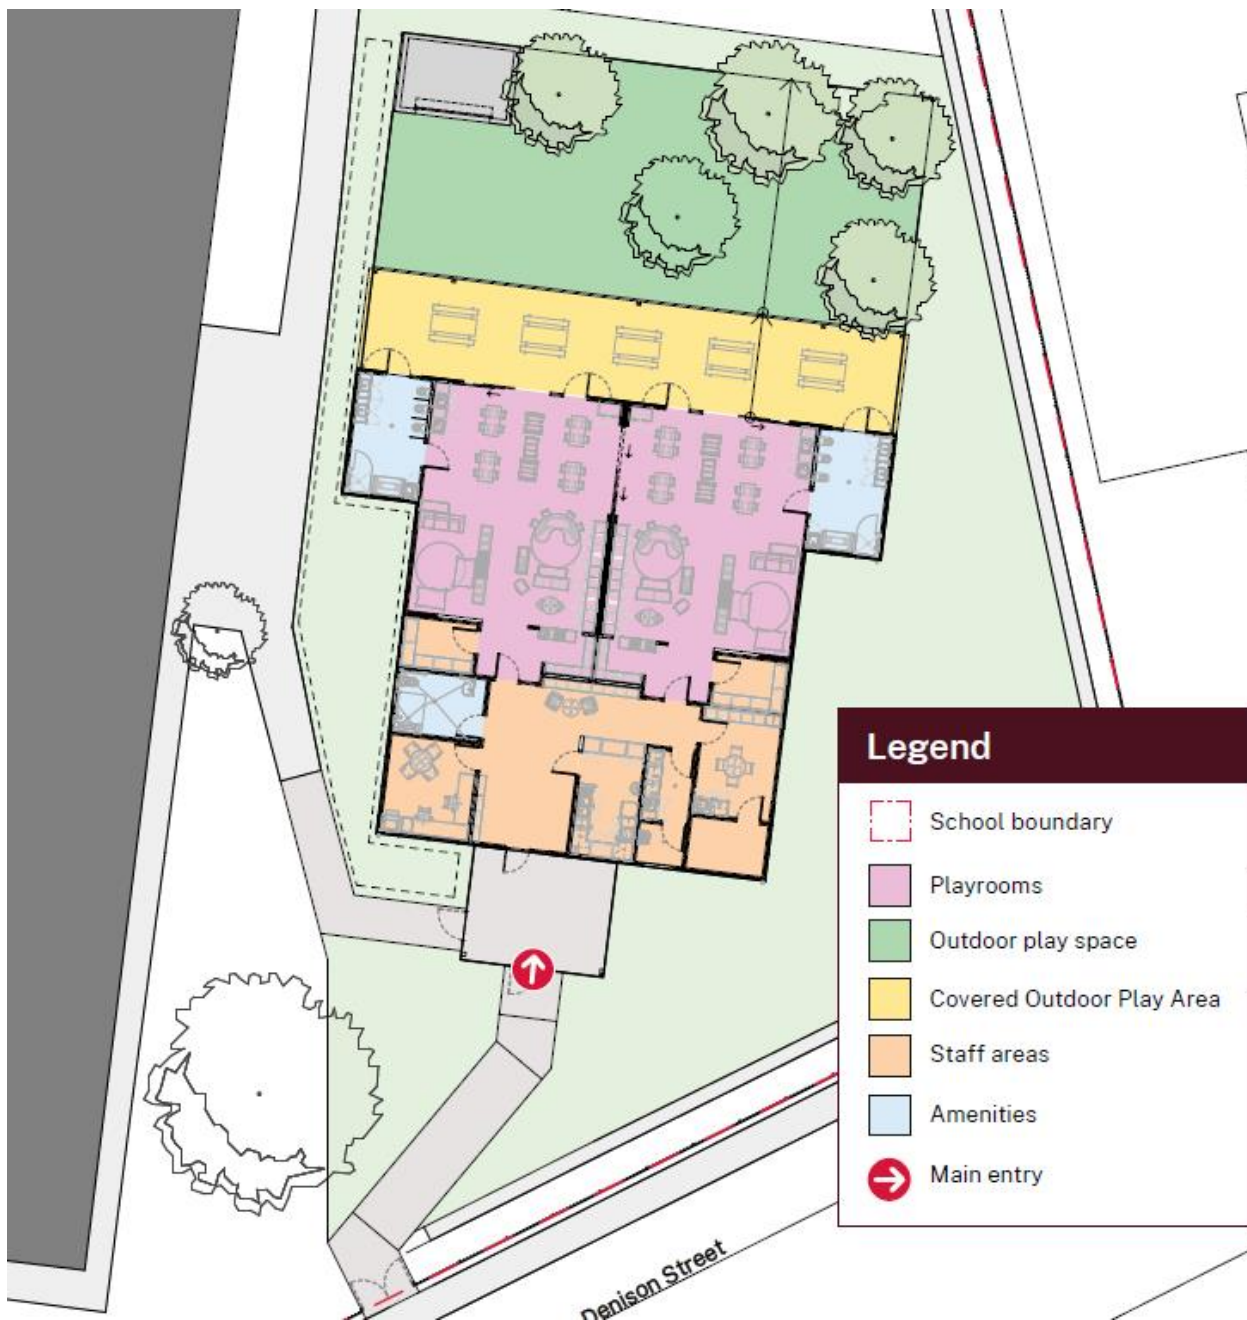 Legend
School boundary
Playrooms
Outdoor play space
Covered Outdoor Play Area
Staff areas
Amenities
Main entry
Denison Street